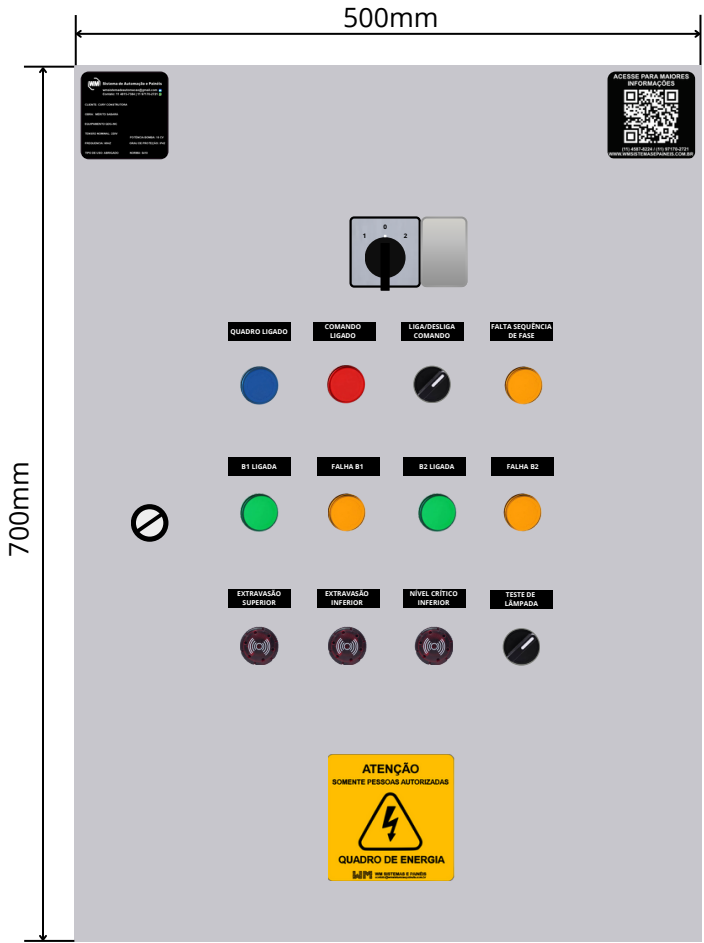 500mm
700mm
WM Sistema de Automação e Painéis
ACESSE PARA MAIORES
INFORMAÇÕES
WWW.WMSISTEMASEPAINEIS.COM.BR
0
1 2
QUADRO LIGADO
COMANDO
LIGADO
LIGA/DESLIGA
COMANDO
FALTA SEQUÊNCIA
DE FASE
B1 LIGADA
FALHA B1
B2 LIGADA
FALHA B2
EXTRAVASÃO
SUPERIOR
EXTRAVASÃO
INFERIOR
NÍVEL CRÍTICO
INFERIOR
TESTE DE
LÂMPADA
ATENÇÃO
SOMENTE PESSOAS AUTORIZADAS
QUADRO DE ENERGIA
WM WM SISTEMAS E PAINÉIS